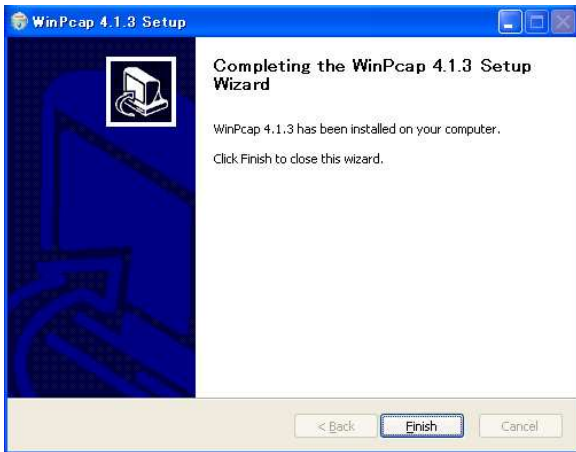 WinPcap 4.1.3 Setup
Completing the WinPcap 4.1.3 Setup
Wizard
WinPcap 4.1.3 has been installed on your computer.
Click Finish to close this wizard.
< Back
Finish
Cancel